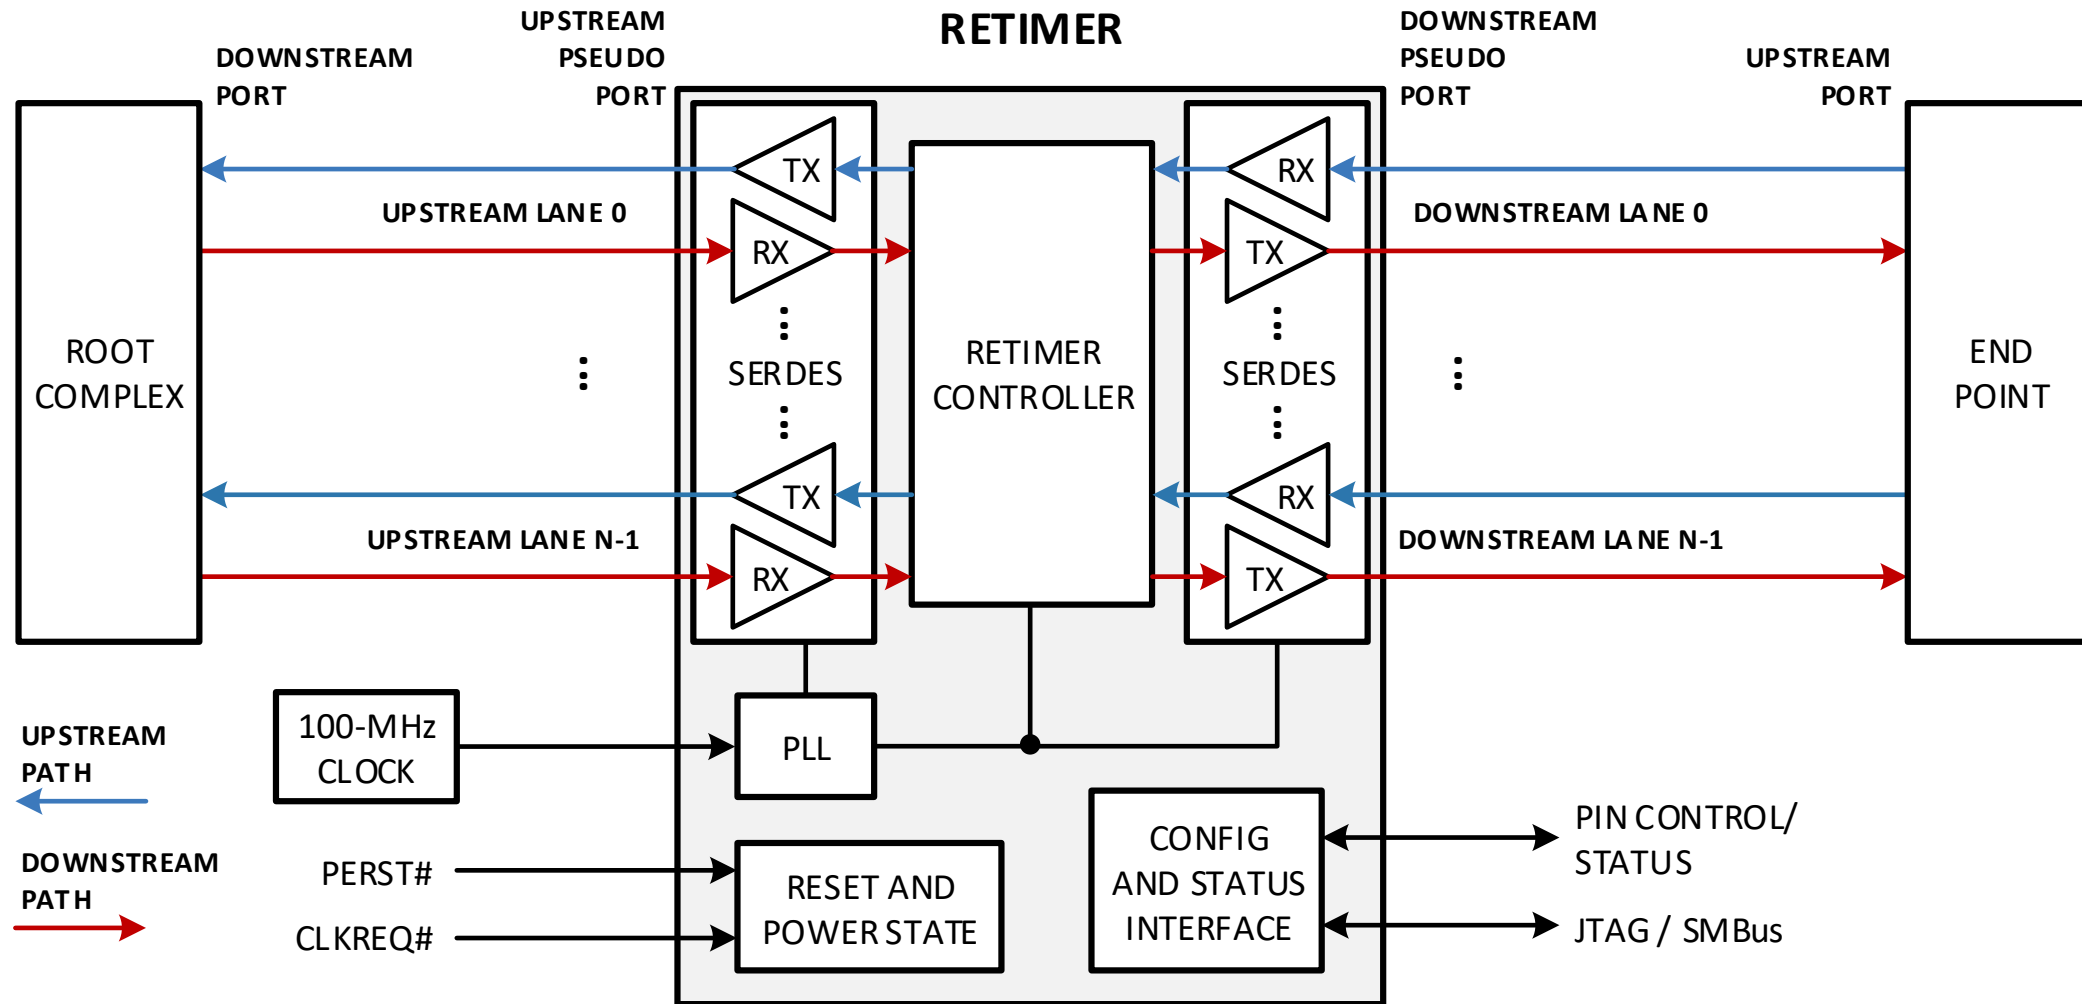 RETIMER
DOWNSTREAM
PORT
UPSTREAM
PSEUDO
PORT
DOWNSTREAM
PSEUDO
PORT
UPSTREAM
PORT
ROOT
COMPLEX
UPSTREAM LANE 0
UPSTREAM LANE N-1
TX
RX
SERDES
TX
RX
RETIMER
CONTROLLER
RX
TX
SERDES
RX
TX
DOWNSTREAM LANE 0
DOWNSTREAM LANE N-1
END
POINT
UPSTREAM
PATH
DOWNSTREAM
PATH
100-MHz
CLOCK
PLL
PERST#
CLKREQ#
RESET AND
POWER STATE
CONFIG
AND STATUS
INTERFACE
PIN CONTROL/
STATUS
JTAG / SMBus